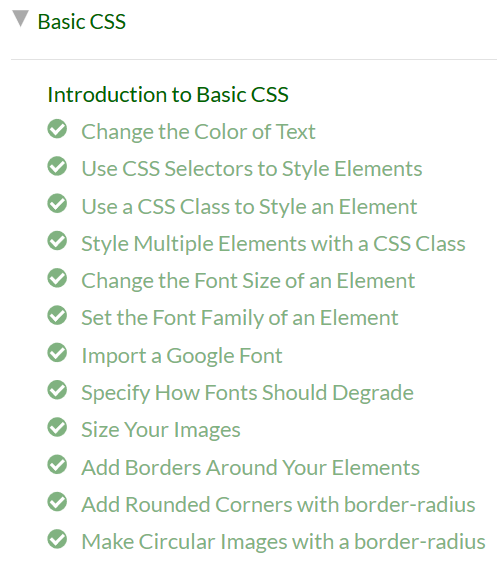 Basic CSS
Introduction to Basic CSS
Change the Color of Text
Use CSS Selectors to Style Elements
Use a CSS Class to Style an Element
Style Multiple Elements with a CSS Class
Change the Font Size of an Element
Set the Font Family of an Element
Import a Google Font
Specify How Fonts Should Degrade
Size Your Images
Add Borders Around Your Elements
Add Rounded Corners with border-radius
Make Circular Images with a border-radius